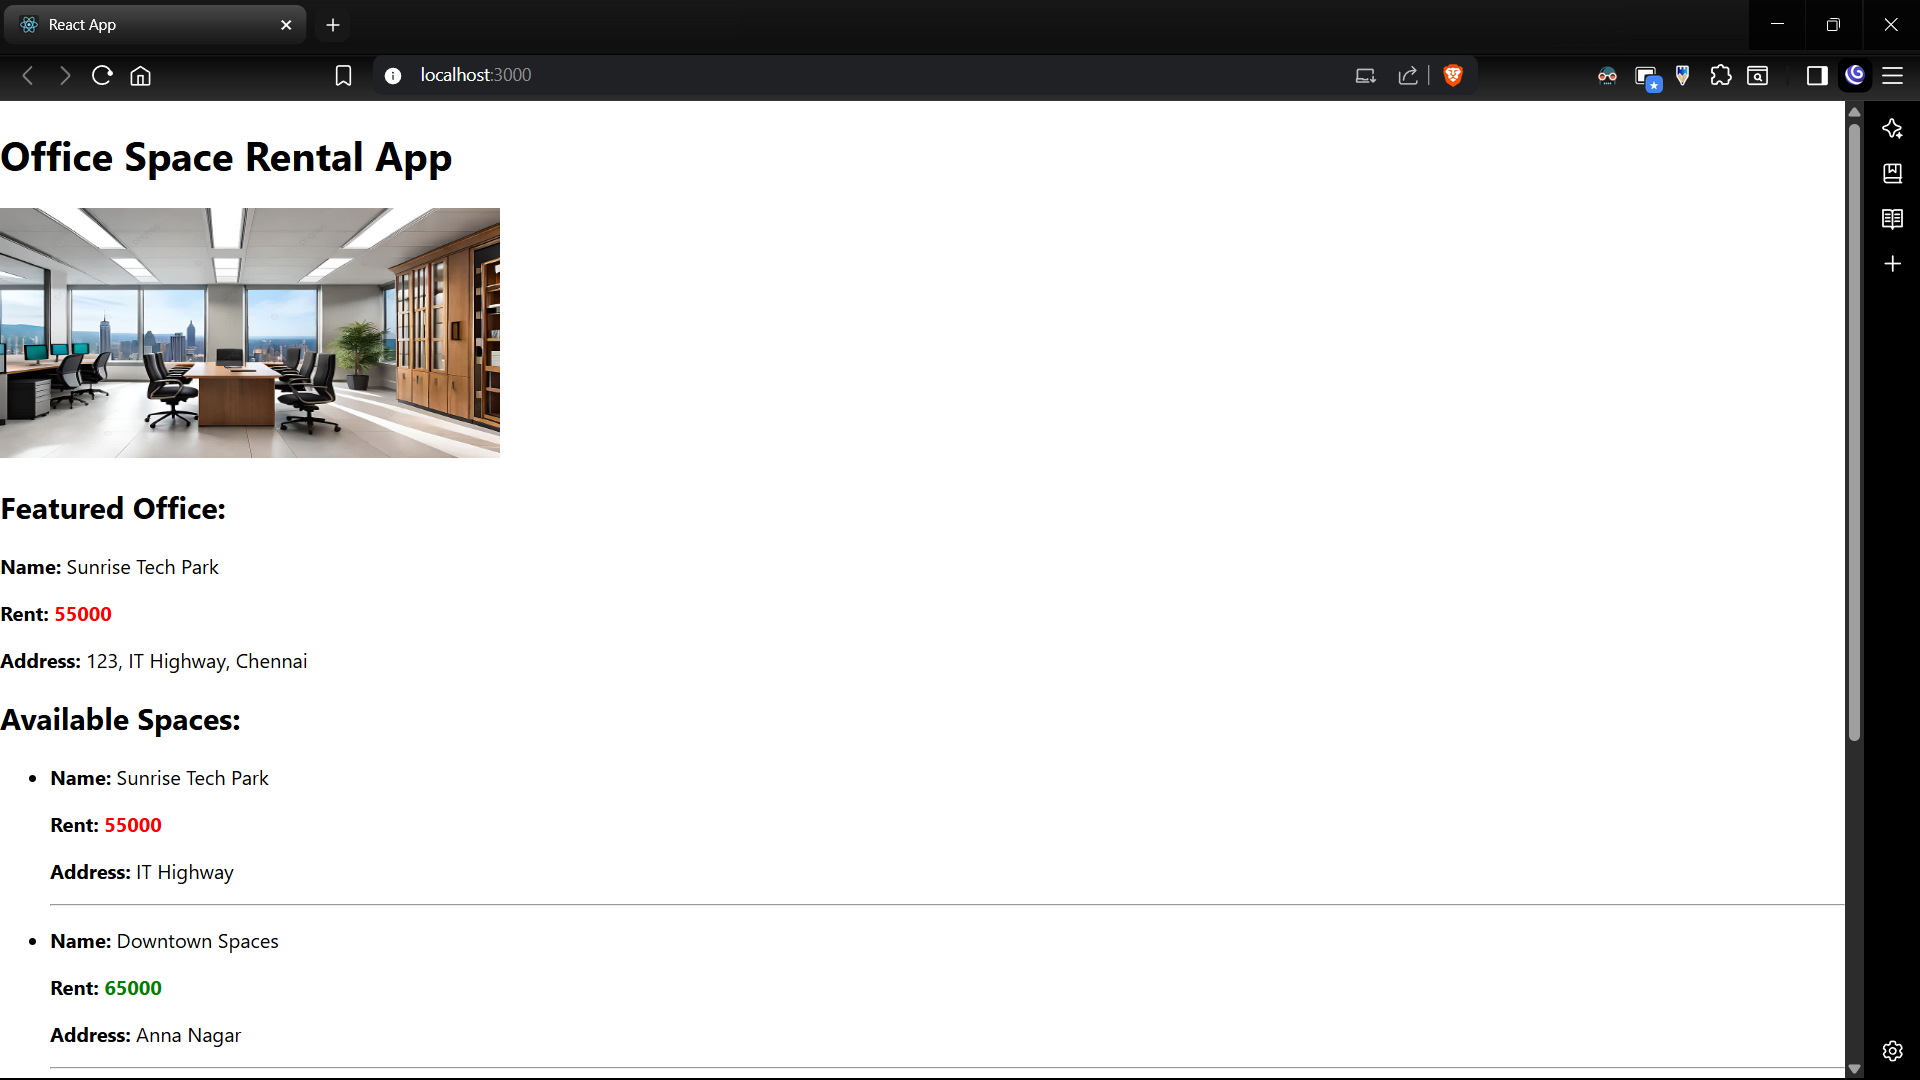 React App
localhost:3000
Office Space Rental App
Featured Office:
Name: Sunrise Tech Park
Rent: 55000
Address: 123, IT Highway, Chennai
Available Spaces:
Name: Sunrise Tech Park
Rent: 55000
Address: IT Highway
Name: Downtown Spaces
Rent: 65000
Address: Anna Nagar